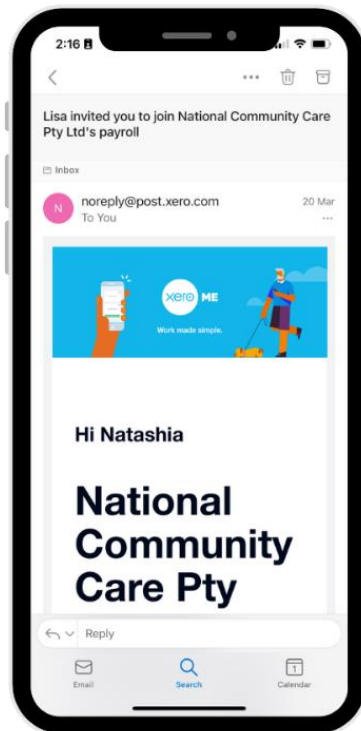 2:16
Lisa invited you to join National Community Care
Pty Ltd's payroll
Inbox
N
noreply@post.xero.com
20 Mar
To You
xero ME
Work made simple.
Hi Natashia
National
Community
Care Pty
Reply
1
Email
Search
Calendar